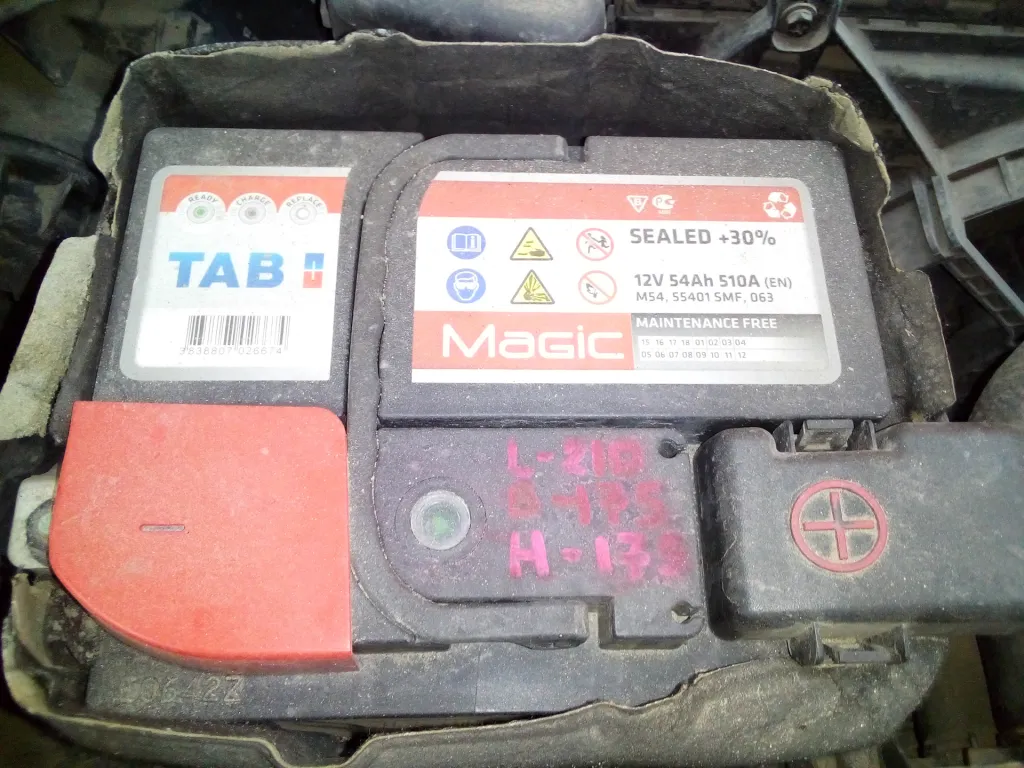 READY CHARGE REPLACE
TAB
3838807026674
SEALED +30%
12V 54Ah 510A (EN)
M54, 55401 SMF, 063
Magic
MAINTENANCE FREE
15 16 17 18 01 02 03 04
05 06 07 08 09 10 11 12
L-210
-175
H-175
+
-